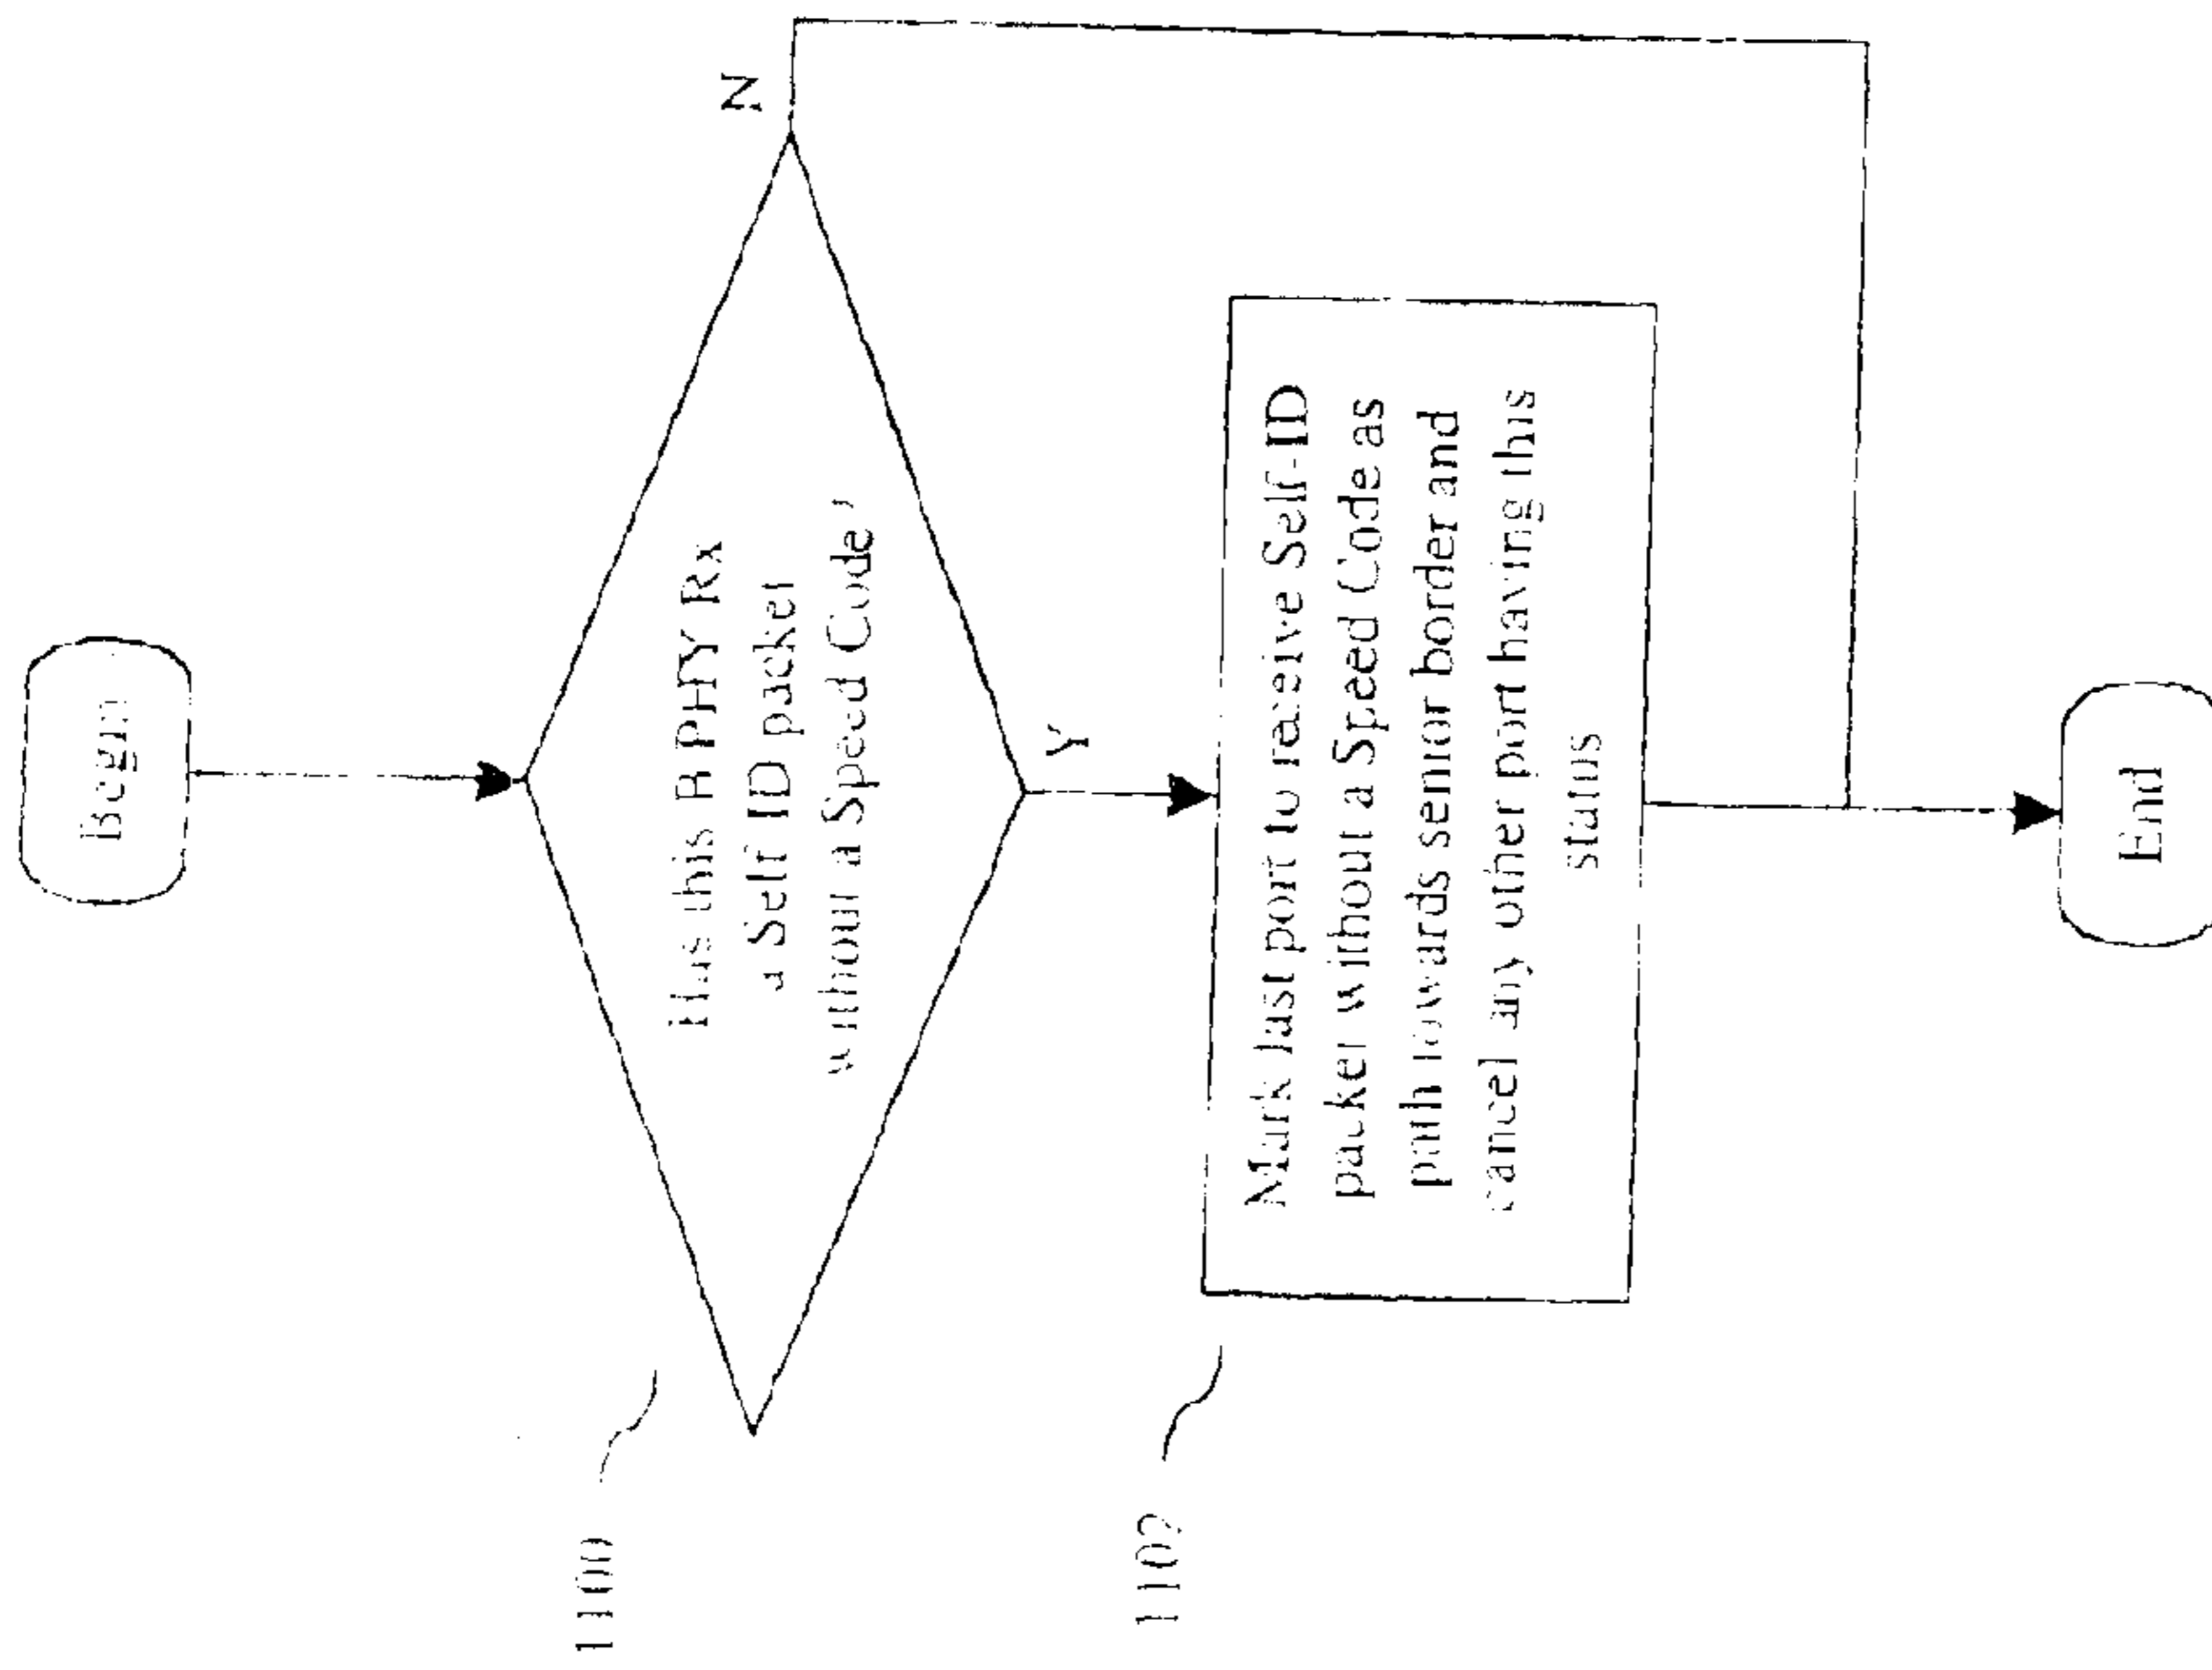 Begin
1100
Has this B PHY Rx
a Self ID packet
without a Speed Code?
N
Y
1102
Mark last port to receive Self-ID
packet without a Speed Code as
path towards senior border and
cancel any other port having this
status
End